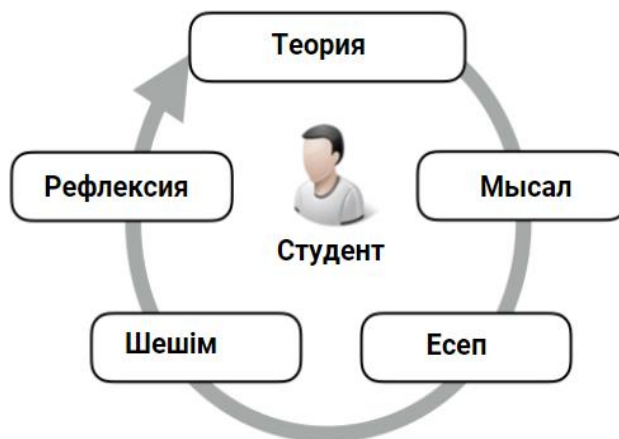 Теория
Рефлексия
Мысал
Студент
Шешім
Есеп